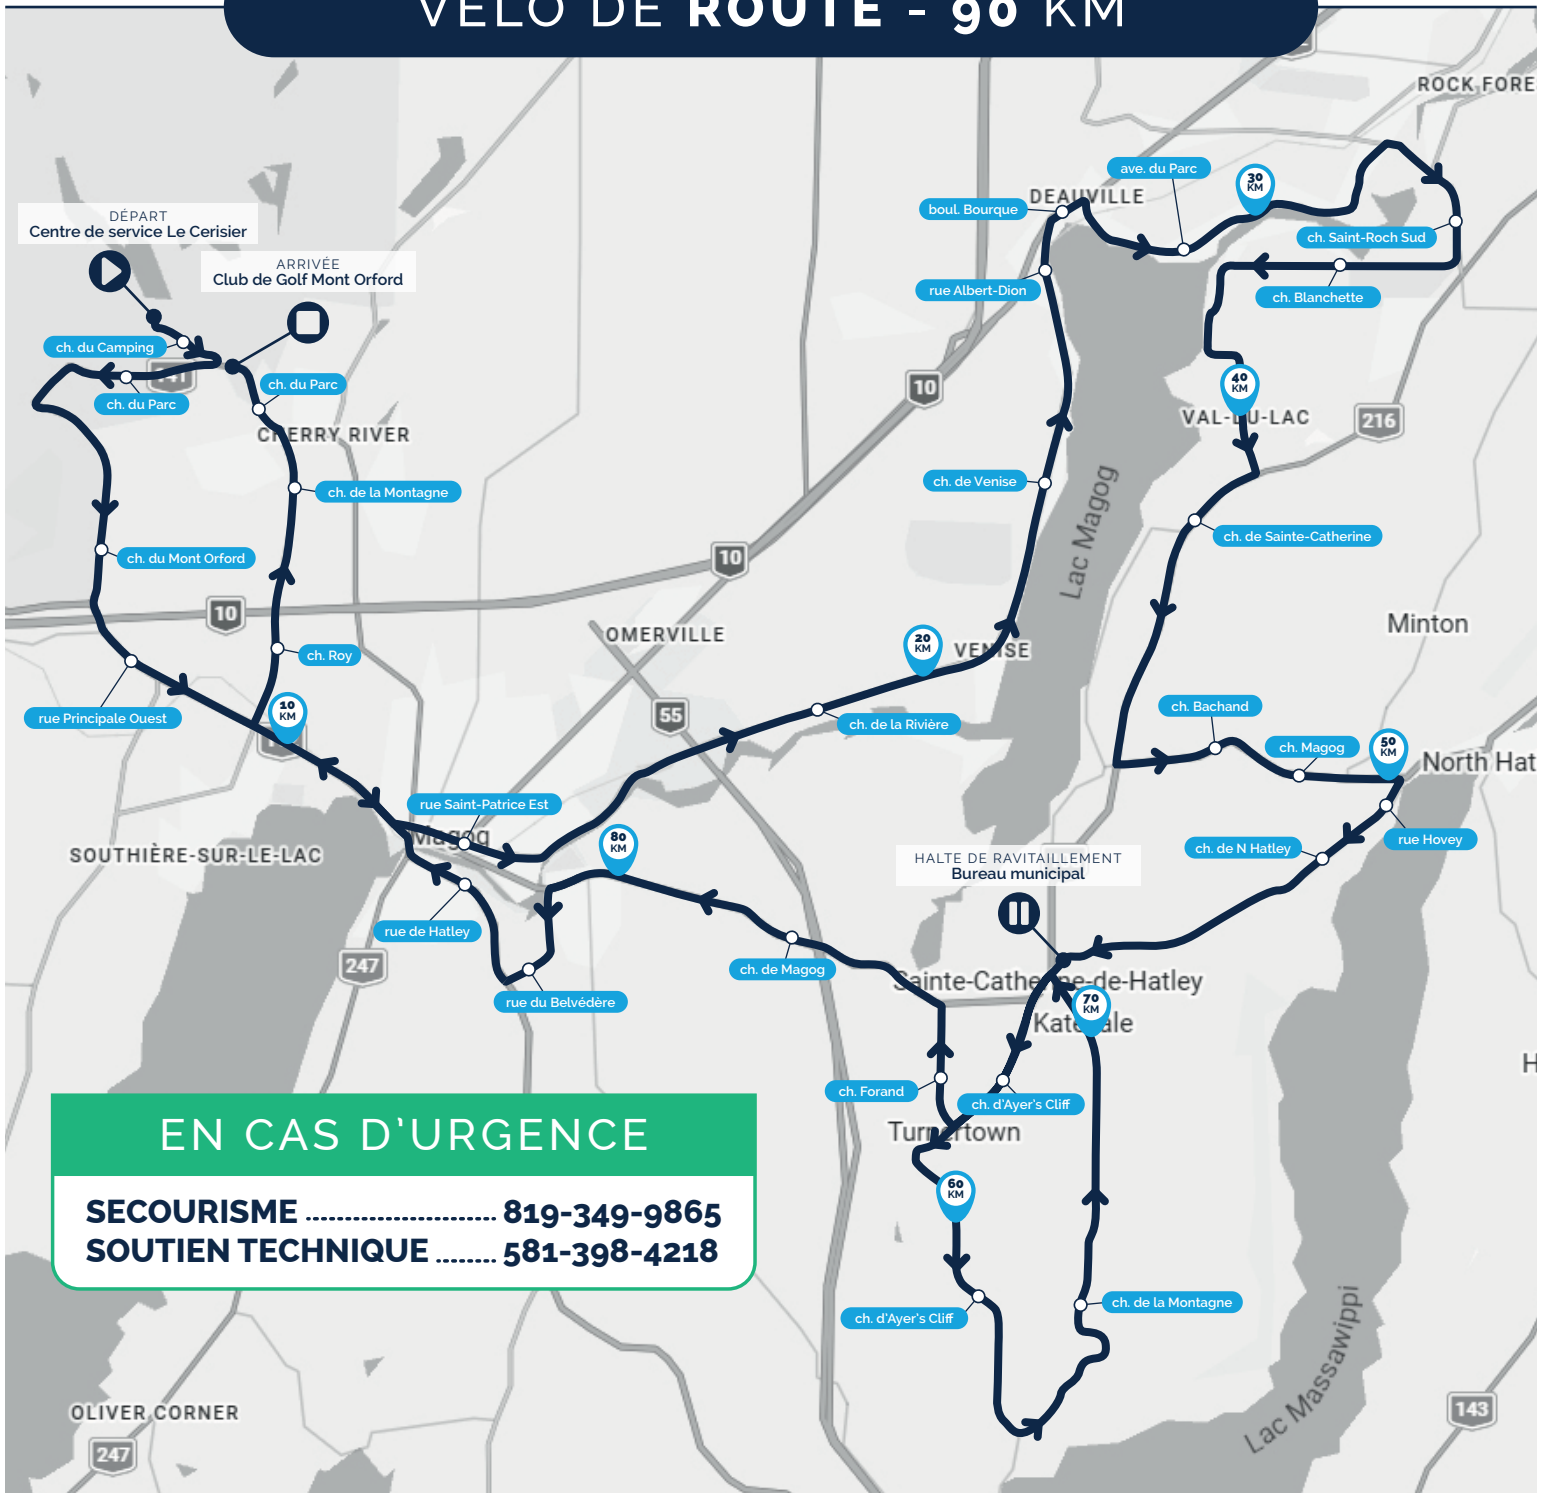 VÉLO DE ROUTE - 90 KM
ROCK FORE
DÉPART
Centre de service Le Cerisier
ARRIVÉE
Club de Golf Mont Orford
ave. du Parc
30
KM
DEAUVILLE
boul. Bourque
ch. Saint-Roch Sud
rue Albert-Dion
ch. Blanchette
ch. du Camping
ch. du Parc
ch. du Parc
CHERRY RIVER
10
40
KM
VAL-DU-LAC
216
ch. de la Montagne
ch. de Venise
Lac Magog
ch. de Sainte-Catherine
ch. du Mont Orford
10
10
OMERVILLE
Minton
20
KM
VENISE
ch. Roy
rue Principale Ouest
10
KM
55
ch. de la Rivière
ch. Bachand
ch. Magog
50
KM
North Hat
rue Saint-Patrice Est
Magog
80
KM
SOUTHIÈRE-SUR-LE-LAC
HALTE DE RAVITAILLEMENT
Bureau municipal
ch. de N Hatley
rue Hovey
rue de Hatley
247
ch. de Magog
rue du Belvédère
Sainte-Catherine-de-Hatley
70
KM
Katevale
H
ch. Forand
ch. d'Ayer's Cliff
Turnertown
60
KM
EN CAS D'URGENCE
SECOURISME ........................ 819-349-9865
SOUTIEN TECHNIQUE ........ 581-398-4218
ch. d'Ayer's Cliff
ch. de la Montagne
Lac Massawippi
OLIVER CORNER
247
143